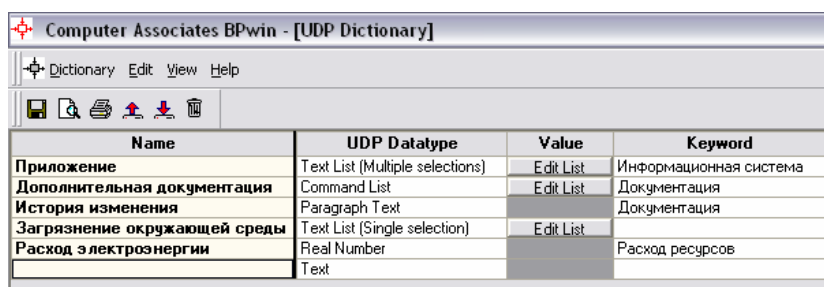 Computer Associates BPwin - [UDP Dictionary]
Dictionary Edit View Help
Name UDP Datatype Value Keyword
Приложение Text List (Multiple selections) Edit List Информационная система
Дополнительная документация Command List Edit List Документация
История изменения Paragraph Text Документация
Загрязнение окружающей среды Text List (Single selection) Edit List
Расход электроэнергии Real Number Расход ресурсов
Text